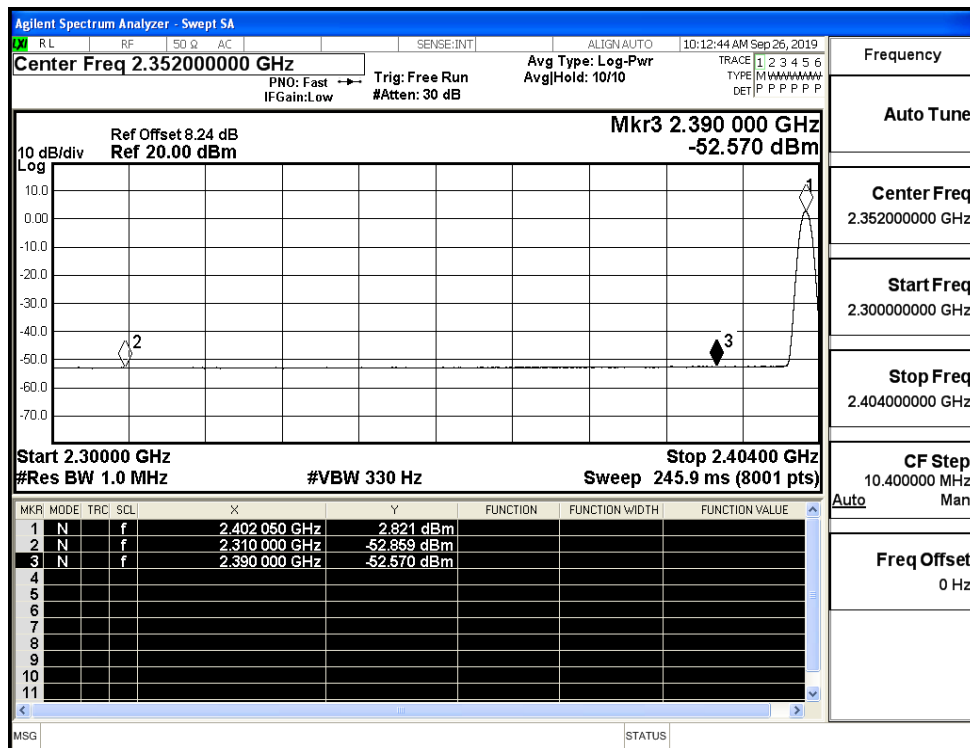 Agilent Spectrum Analyzer - Swept SA
LXI RL RF 50 Ω AC SENSE:INT ALIGN AUTO 10:12:44 AM Sep 26, 2019
Center Freq 2.352000000 GHz
PNO: Fast
IFGain:Low
Trig: Free Run
#Atten: 30 dB
Avg Type: Log-Pwr
Avg|Hold: 10/10
TRACE 1 2 3 4 5 6
TYPE M W W W W W
DET P P P P P P
Ref Offset 8.24 dB
10 dB/div Ref 20.00 dBm
Log
Mkr3 2.390 000 GHz
-52.570 dBm
10.0
0.00
-10.0
-20.0
-30.0
-40.0
-50.0
-60.0
-70.0
1
2
3
Start 2.30000 GHz Stop 2.40400 GHz
#Res BW 1.0 MHz #VBW 330 Hz Sweep 245.9 ms (8001 pts)
MKR MODE TRC SCL X Y FUNCTION FUNCTION WIDTH FUNCTION VALUE
1 N f 2.402 050 GHz 2.821 dBm
2 N f 2.310 000 GHz -52.859 dBm
3 N f 2.390 000 GHz -52.570 dBm
4
5
6
7
8
9
10
11
MSG STATUS
Frequency
Auto Tune
Center Freq
2.352000000 GHz
Start Freq
2.300000000 GHz
Stop Freq
2.404000000 GHz
CF Step
10.400000 MHz
Auto Man
Freq Offset
0 Hz